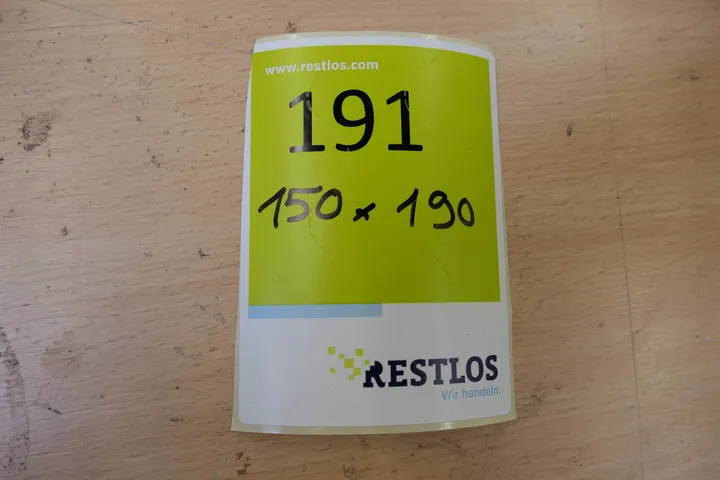 www.restlos.com
191
150 x 190
RESTLOS
Wir handeln.